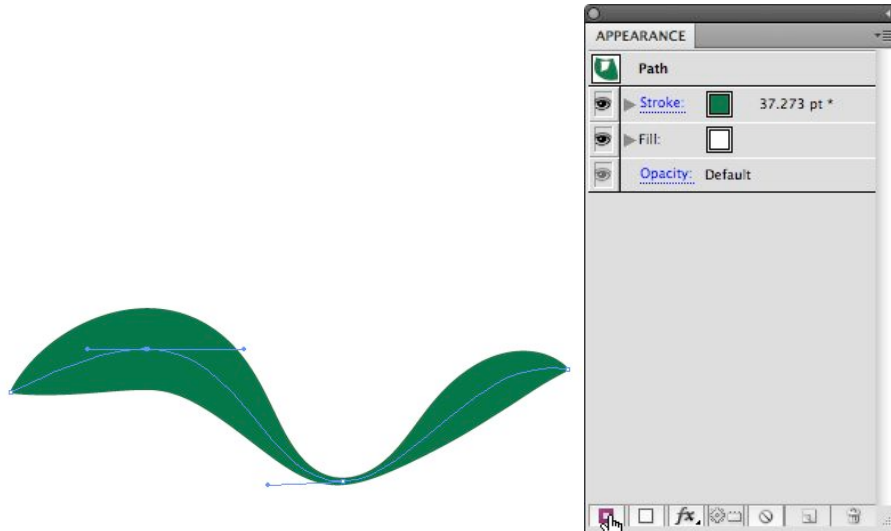 APPEARANCE
Path
Stroke: 37.273 pt *
Fill:
Opacity: Default
fx